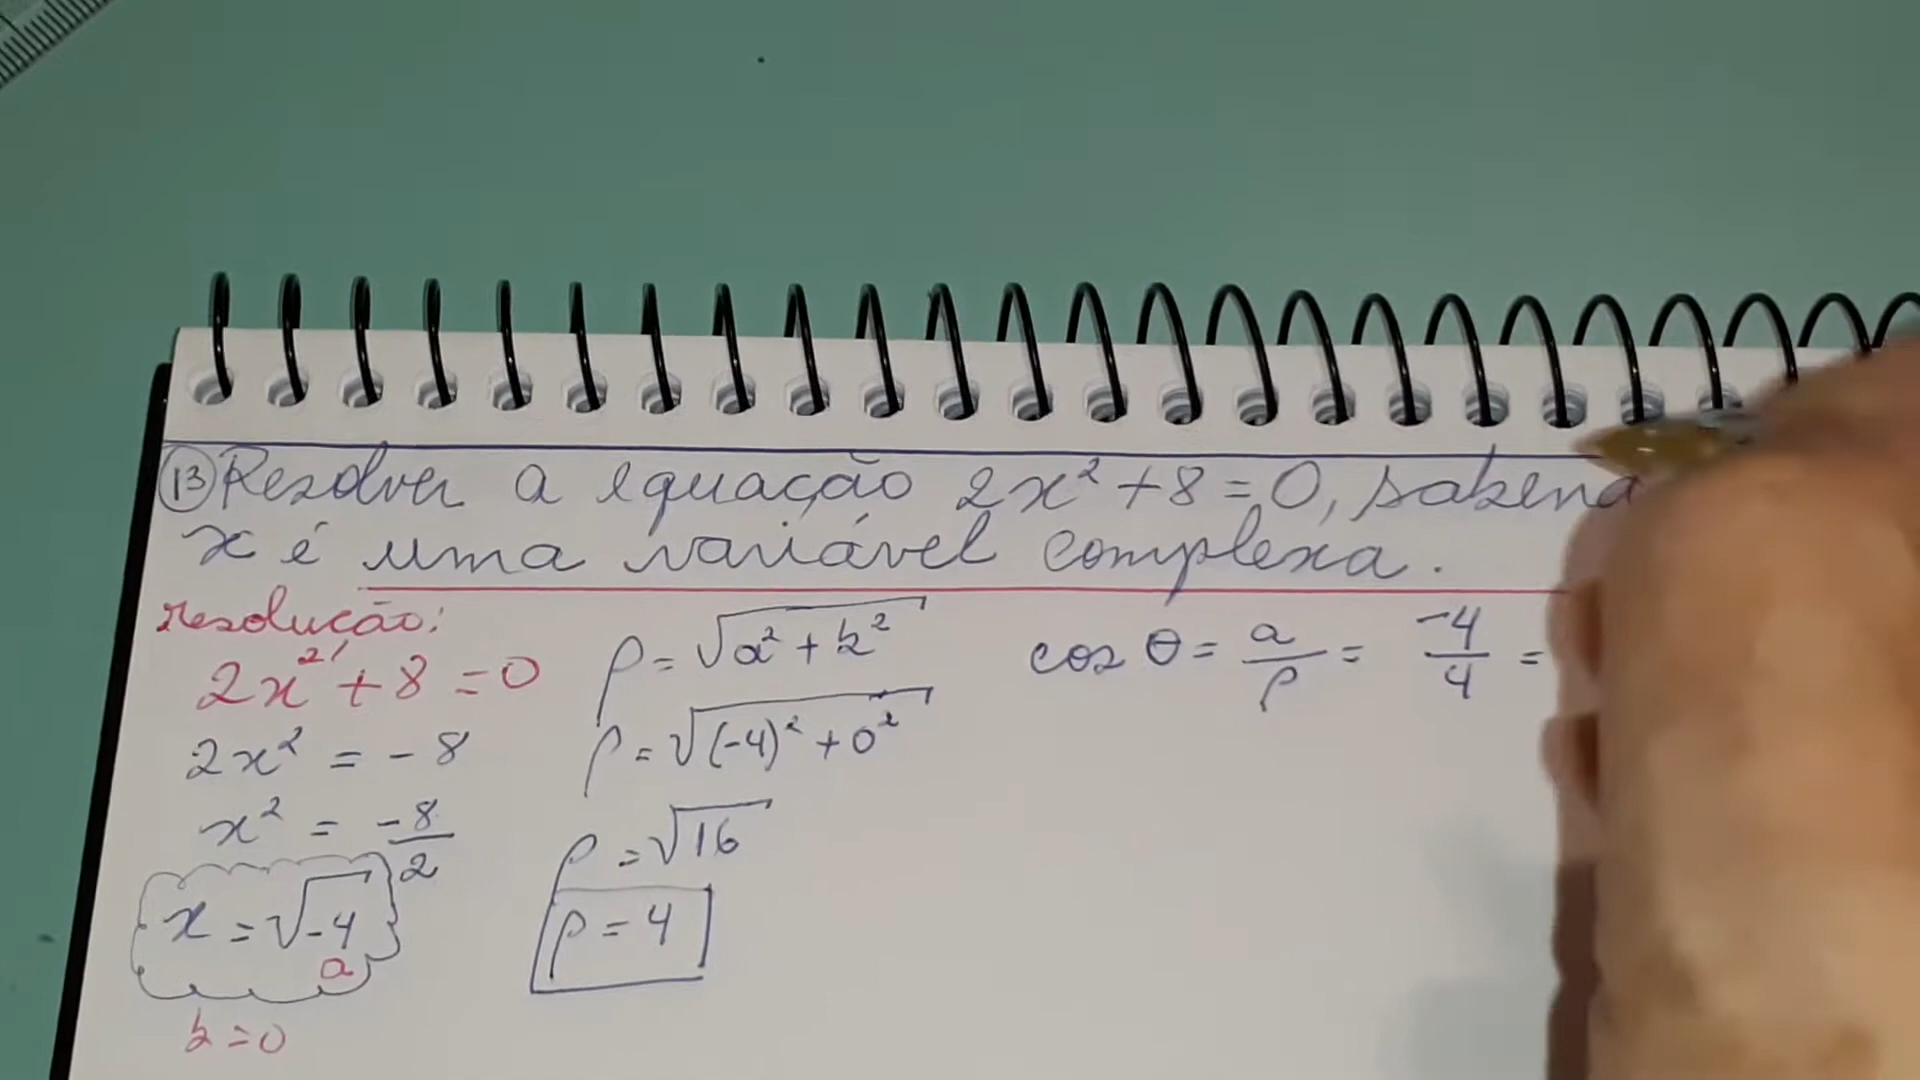 13 Resolver a equação 2x² + 8 = 0,
x é uma variável complexa.
resolução:
2x² + 8 = 0
2x² = -8
x² = -8/2
x = √-4
a
b = 0
ρ = √a² + b²
ρ = √(-4)² + 0²
ρ = √16
ρ = 4
cos θ = a/ρ = -4/4 =